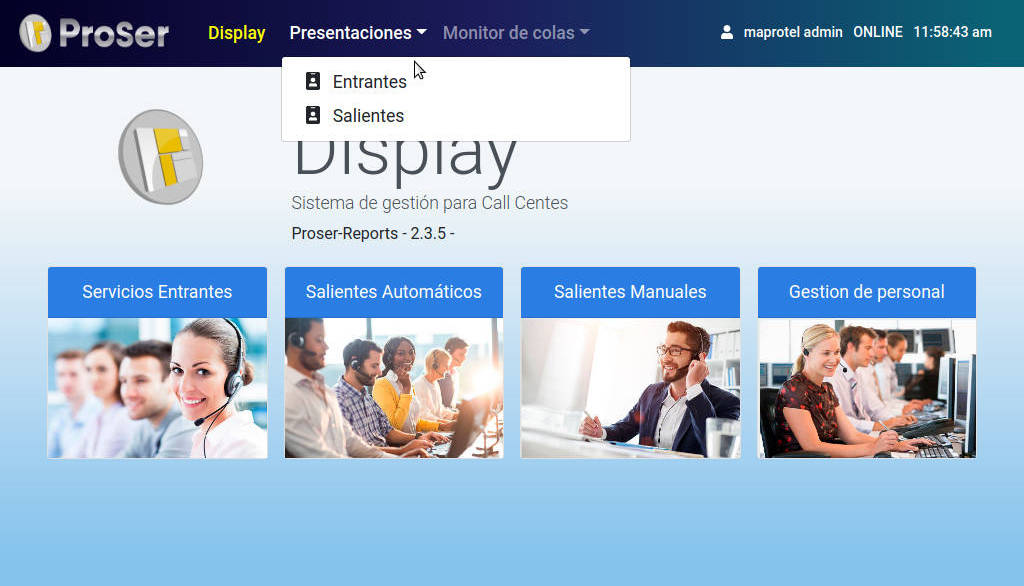 ProSer Display Presentaciones Monitor de colas maprotel admin ONLINE 11:58:43 am
Entrantes
Salientes
Display
Sistema de gestión para Call Centes
Proser-Reports - 2.3.5 -
Servicios Entrantes Salientes Automáticos Salientes Manuales Gestion de personal